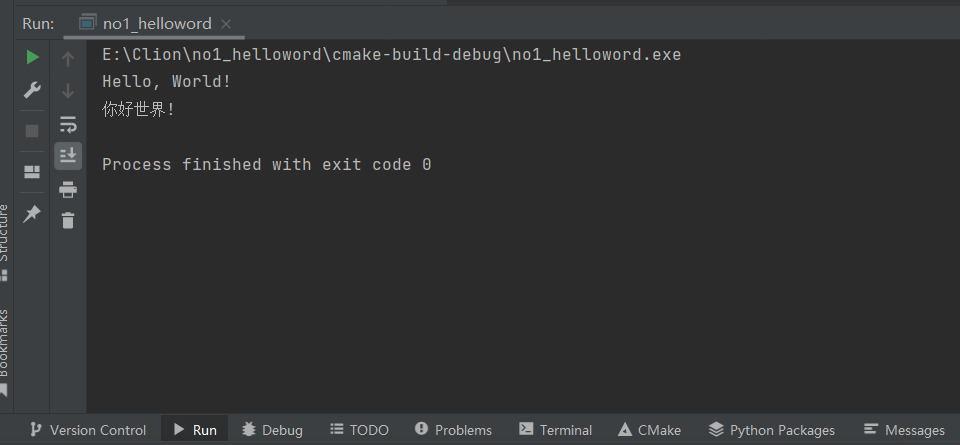 Run: no1_helloword
E:\Clion\no1_helloword\cmake-build-debug\no1_helloword.exe
Hello, World!
你好世界!
Process finished with exit code 0
Structure
Bookmarks
Version Control Run Debug TODO Problems Terminal CMake Python Packages Messages